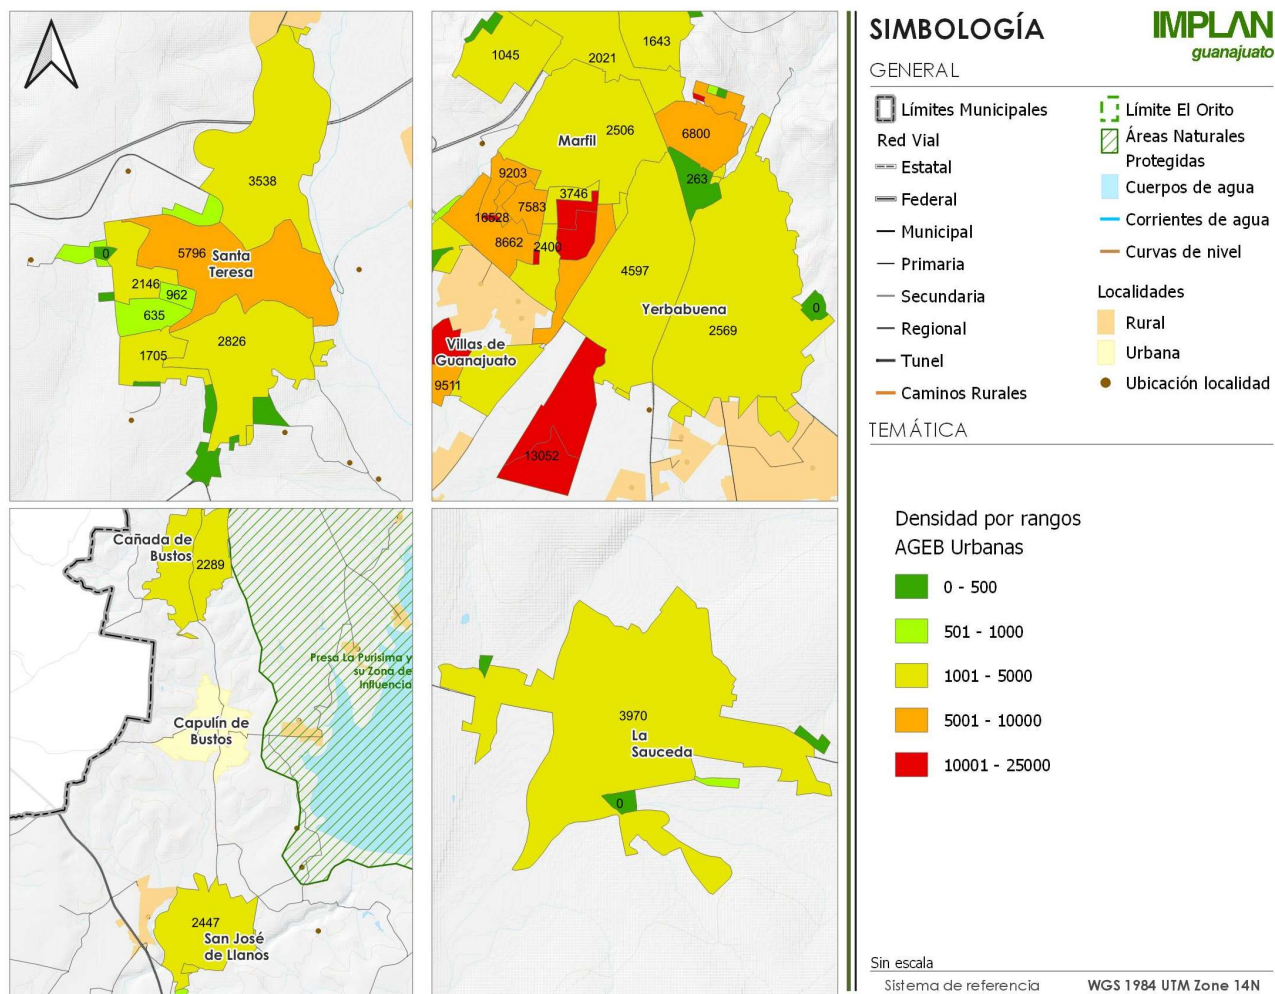 3538
5796
Santa
Teresa
0
2146
962
635
2826
1705
1045
1643
2021
2506
Marfil
6800
263
9203
3746
7583
16528
8662
2400
4597
Yerbabuena
2569
0
Villas de
Guanajuato
9511
13052
Cañada de
Bustos
2289
Presa La Purisima y
su Zona de
Influencia
Capulín de
Bustos
2447
San José
de Llanos
3970
La
Sauceda
0
SIMBOLOGÍA
IMPLAN
guanajuato
GENERAL
Límites Municipales
Red Vial
Estatal
Federal
Municipal
Primaria
Secundaria
Regional
Tunel
Caminos Rurales
Límite El Orito
Áreas Naturales
Protegidas
Cuerpos de agua
Corrientes de agua
Curvas de nivel
Localidades
Rural
Urbana
Ubicación localidad
TEMÁTICA
Densidad por rangos
AGEB Urbanas
0 - 500
501 - 1000
1001 - 5000
5001 - 10000
10001 - 25000
Sin escala
Sistema de referencia WGS 1984 UTM Zone 14N